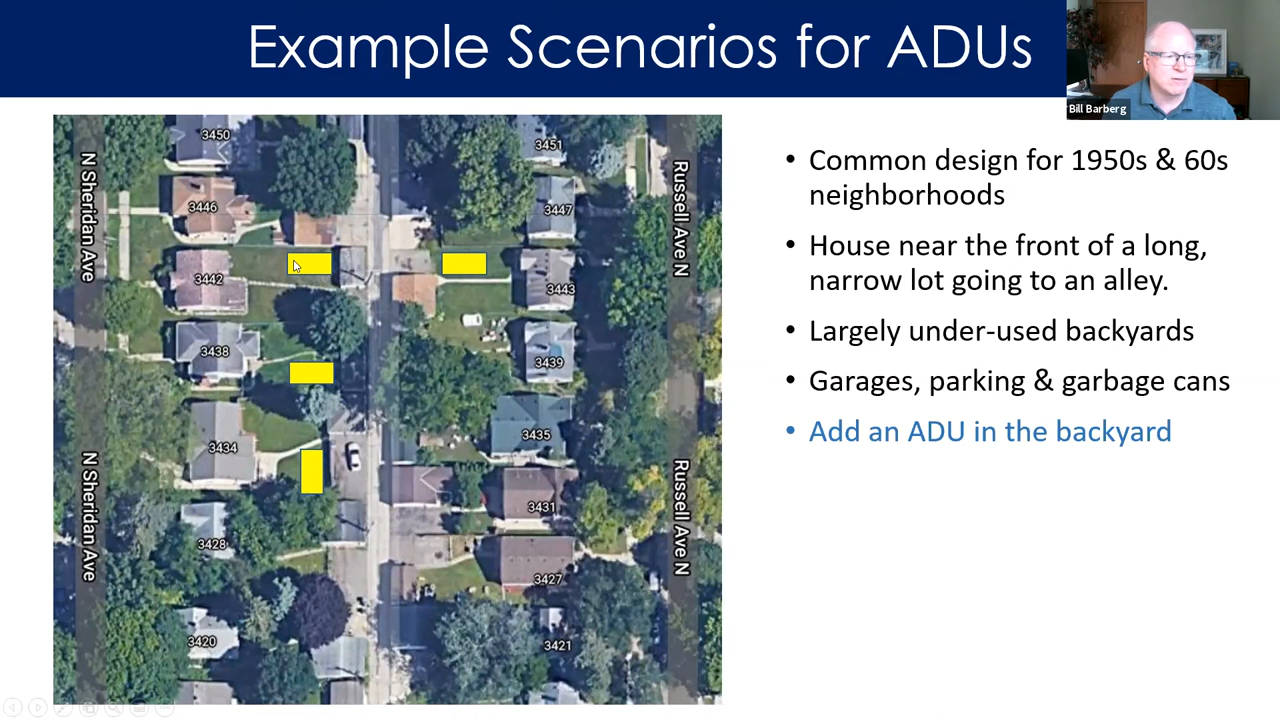 Example Scenarios for ADUs
Bill Barberg
N Sheridan Ave
N Sheridan Ave
3450
3446
3442
3438
3434
3428
3420
3451
3447
3443
3439
3435
3431
3427
3421
Russell Ave N
Russell Ave N
• Common design for 1950s & 60s
neighborhoods
• House near the front of a long,
narrow lot going to an alley.
• Largely under-used backyards
• Garages, parking & garbage cans
• Add an ADU in the backyard